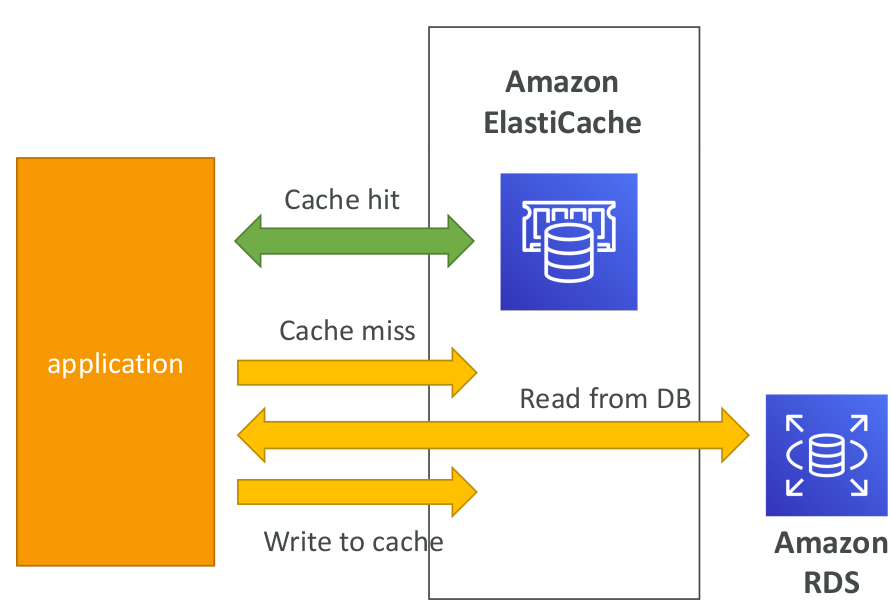 Amazon
ElastiCache
Cache hit
Cache miss
application
Read from DB
Write to cache
Amazon
RDS